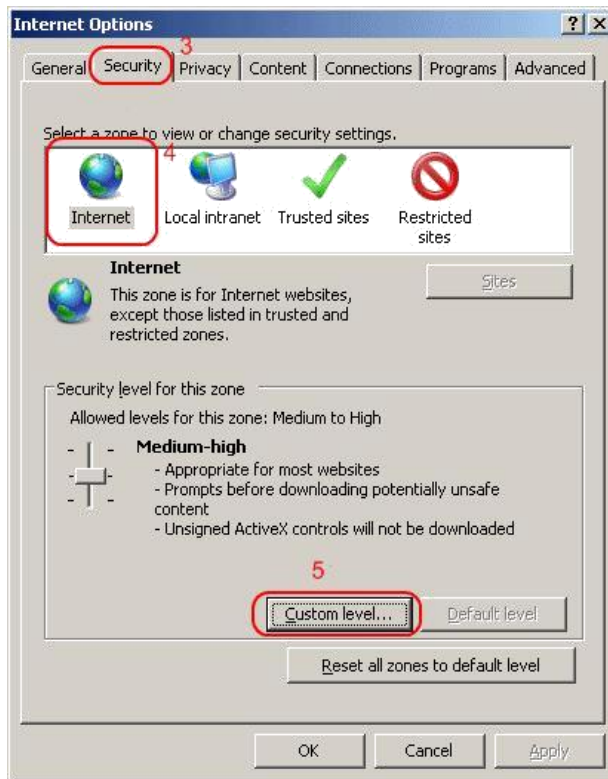 Internet Options
3
General Security Privacy Content Connections Programs Advanced
Select a zone to view or change security settings.
4
Internet Local intranet Trusted sites Restricted
sites
Internet
This zone is for Internet websites,
except those listed in trusted and
restricted zones.
Sites
Security level for this zone
Allowed levels for this zone: Medium to High
Medium-high
- Appropriate for most websites
- Prompts before downloading potentially unsafe
content
- Unsigned ActiveX controls will not be downloaded
5
Custom level... Default level
Reset all zones to default level
OK Cancel Apply